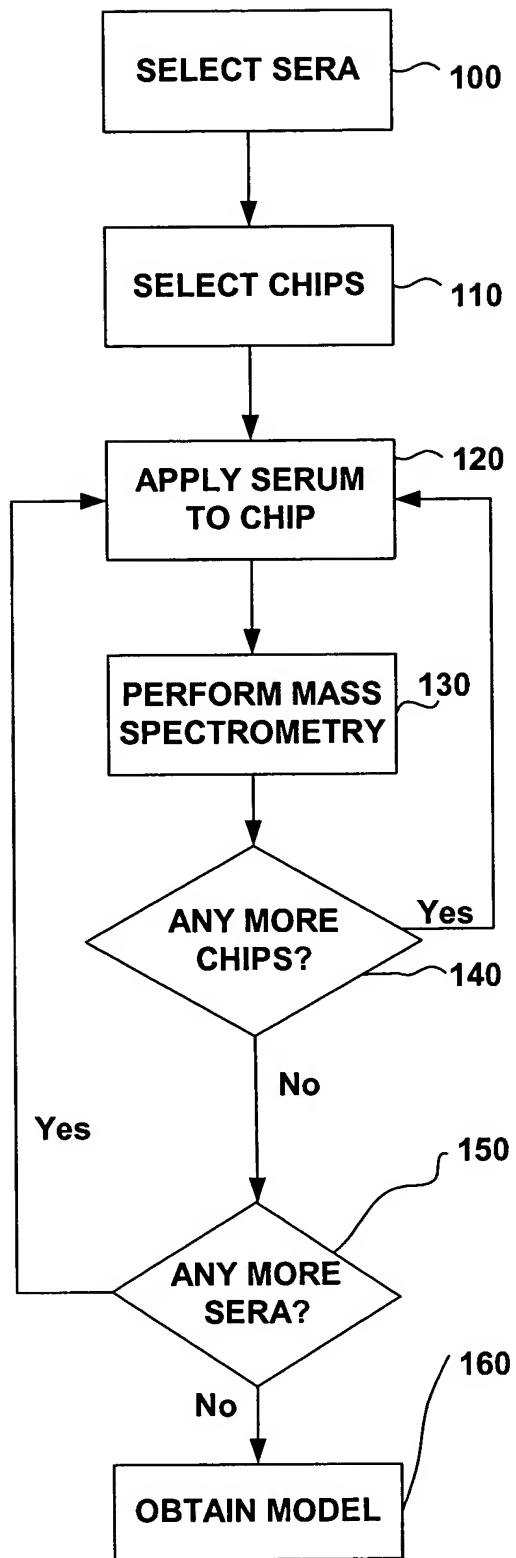 SELECT SERA
100
SELECT CHIPS
110
120
APPLY SERUM
TO CHIP
PERFORM MASS
SPECTROMETRY
130
ANY MORE
CHIPS?
Yes
140
No
Yes
150
ANY MORE
SERA?
160
No
OBTAIN MODEL